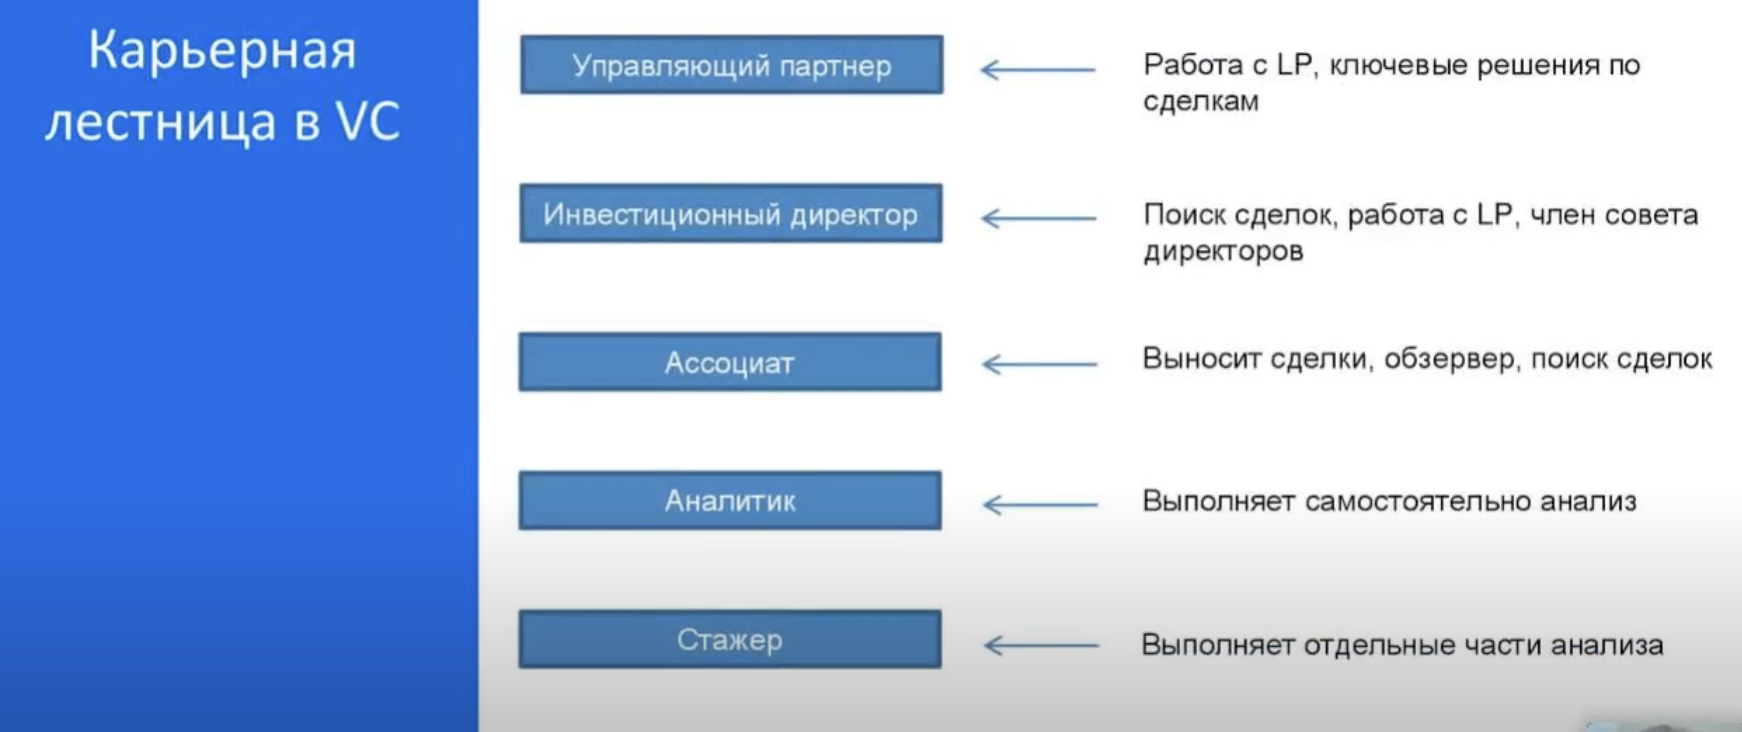 Карьерная
лестница в VC
Управляющий партнер
Работа с LP, ключевые решения по
сделкам
Инвестиционный директор
Поиск сделок, работа с LP, член совета
директоров
Ассоциат
Выносит сделки, обзервер, поиск сделок
Аналитик
Выполняет самостоятельно анализ
Стажер
Выполняет отдельные части анализа